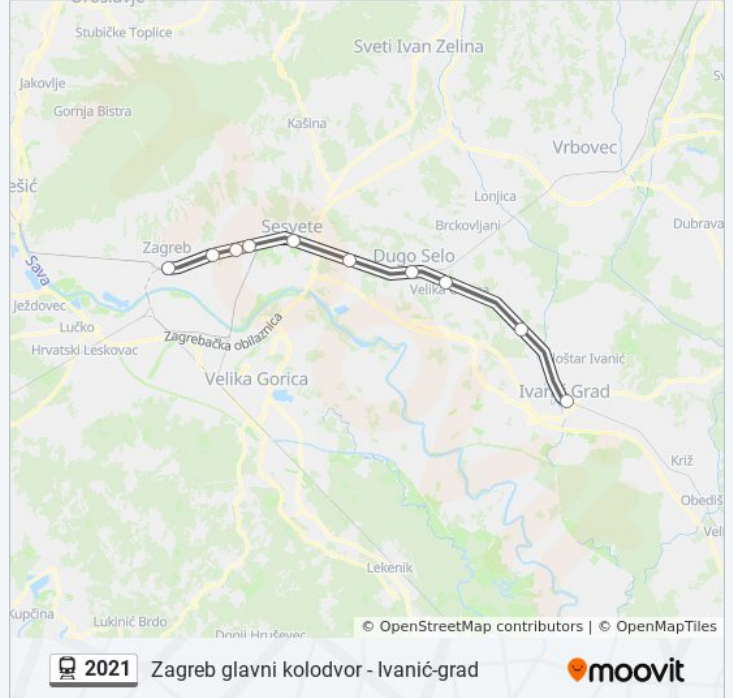 Stubičke Toplice
Sveti Ivan Zelina
Jakovlje
Gornja Bistra
Kašina
Vrbovec
Lonjica
Brckovljani
Dubrava
Sesvete
Zagreb
Dugo Selo
Sava
Velika
Ježdovec
Lučko
Hrvatski Leskovac
Zagrebačka obilaznica
Velika Gorica
Ivanić Grad
Križ
Lekenik
Lukinić Brdo
© OpenStreetMap contributors | © OpenMapTiles
2021 Zagreb glavni kolodvor - Ivanić-grad
moovit